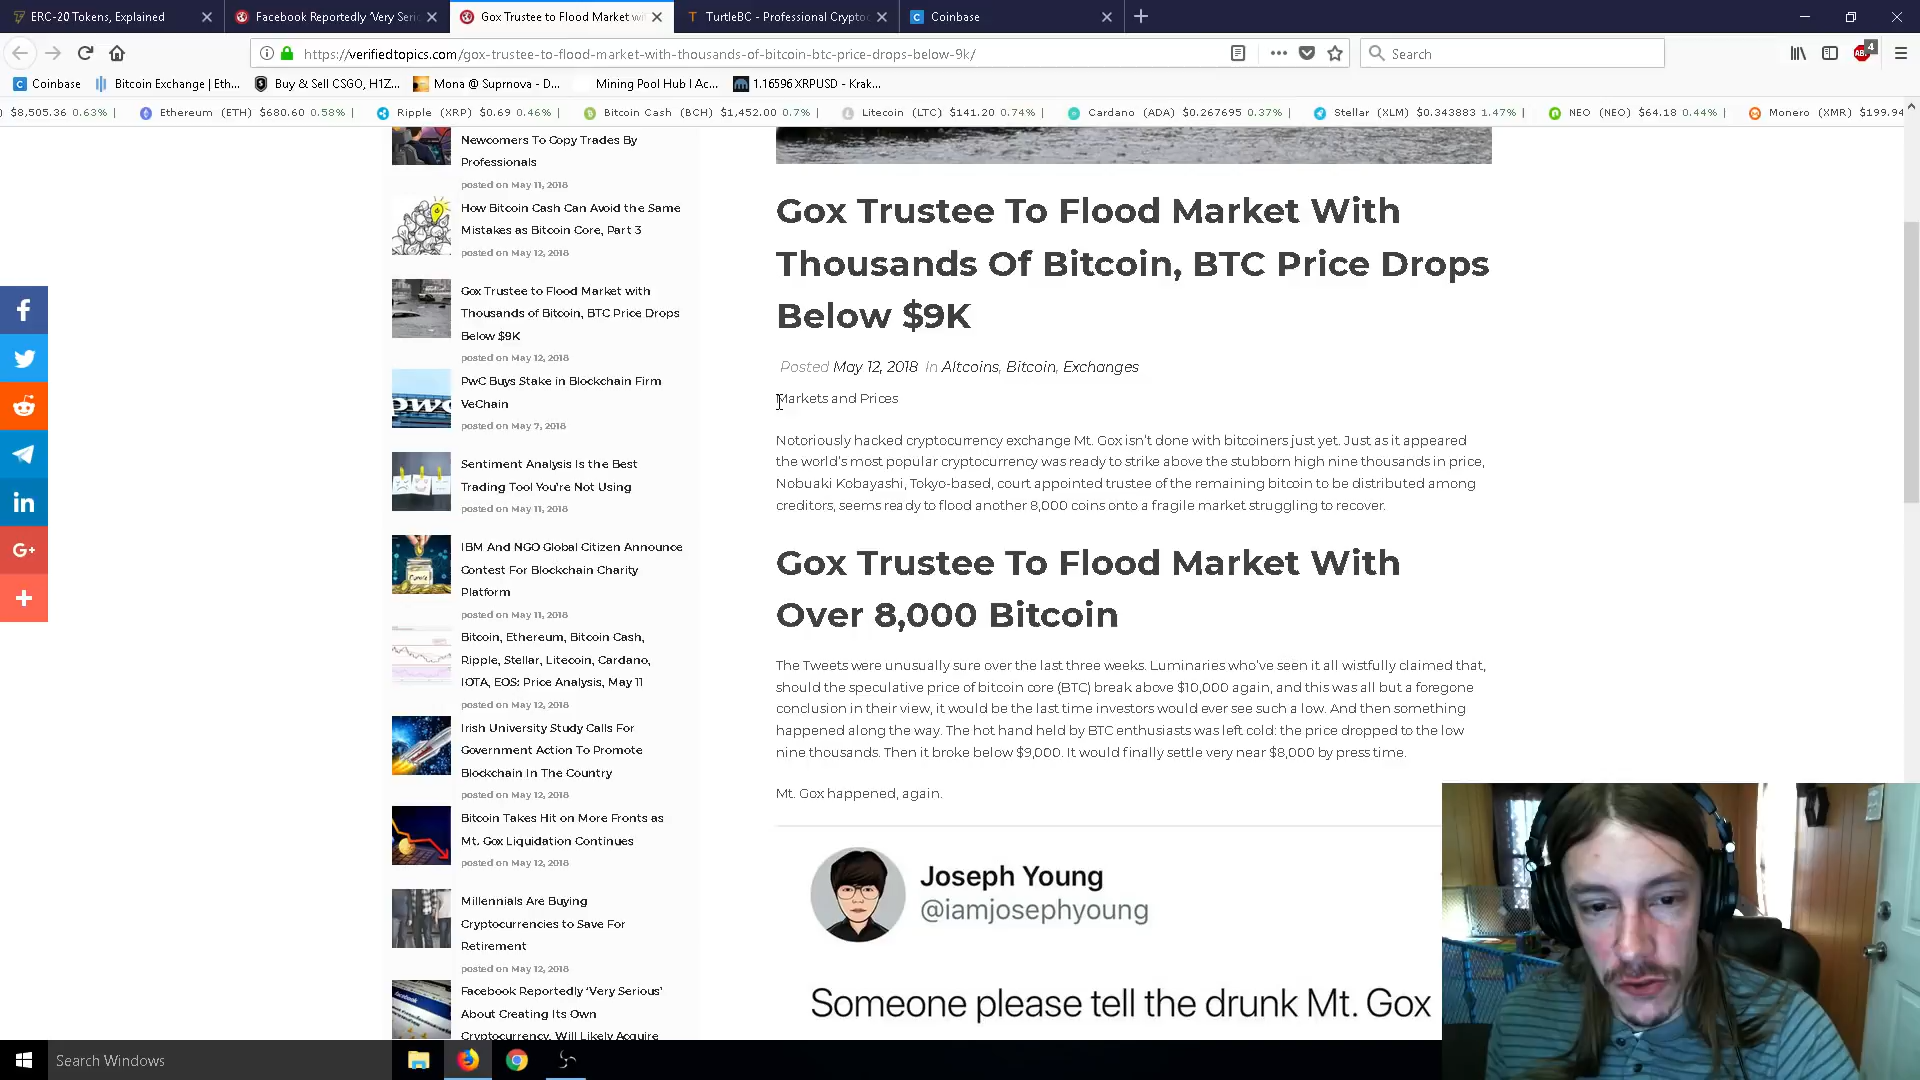 ERC-20 Tokens, Explained
Facebook Reportedly 'Very Serio
Gox Trustee to Flood Market wi
TurtleBC - Professional Cryptoc
Coinbase
https://verifiedtopics.com/gox-trustee-to-flood-market-with-thousands-of-bitcoin-btc-price-drops-below-9k/
Search
4
Coinbase
Bitcoin Exchange | Eth...
Buy & Sell CSGO, H1Z...
Mona @ Suprnova - D...
Mining Pool Hub | Ac...
1.16596 XRPUSD - Krak...
) $8,505.36 0.63% |
Ethereum (ETH) $680.60 0.58% |
Ripple (XRP) $0.69 0.46% |
Bitcoin Cash (BCH) $1,452.00 0.7% |
Litecoin (LTC) $141.20 0.74% |
Cardano (ADA) $0.267695 0.37% |
Stellar (XLM) $0.343883 1.47% |
NEO (NEO) $64.18 0.44% |
Monero (XMR) $199.94
Newcomers To Copy Trades By
Professionals
posted on May 11, 2018
How Bitcoin Cash Can Avoid the Same
Mistakes as Bitcoin Core, Part 3
posted on May 12, 2018
Gox Trustee to Flood Market with
Thousands of Bitcoin, BTC Price Drops
Below $9K
posted on May 12, 2018
PwC Buys Stake in Blockchain Firm
VeChain
posted on May 7, 2018
Sentiment Analysis Is the Best
Trading Tool You're Not Using
posted on May 11, 2018
IBM And NGO Global Citizen Announce
Contest For Blockchain Charity
Platform
posted on May 11, 2018
Bitcoin, Ethereum, Bitcoin Cash,
Ripple, Stellar, Litecoin, Cardano,
IOTA, EOS: Price Analysis, May 11
posted on May 12, 2018
Irish University Study Calls For
Government Action To Promote
Blockchain In The Country
posted on May 12, 2018
Bitcoin Takes Hit on More Fronts as
Mt. Gox Liquidation Continues
posted on May 12, 2018
Millennials Are Buying
Cryptocurrencies to Save For
Retirement
posted on May 12, 2018
Facebook Reportedly 'Very Serious'
About Creating Its Own
Cryptocurrency, Will Likely Acquire
Gox Trustee To Flood Market With
Thousands Of Bitcoin, BTC Price Drops
Below $9K
Posted May 12, 2018 In Altcoins, Bitcoin, Exchanges
Markets and Prices
Notoriously hacked cryptocurrency exchange Mt. Gox isn't done with bitcoiners just yet. Just as it appeared
the world's most popular cryptocurrency was ready to strike above the stubborn high nine thousands in price,
Nobuaki Kobayashi, Tokyo-based, court appointed trustee of the remaining bitcoin to be distributed among
creditors, seems ready to flood another 8,000 coins onto a fragile market struggling to recover.
Gox Trustee To Flood Market With
Over 8,000 Bitcoin
The Tweets were unusually sure over the last three weeks. Luminaries who've seen it all wistfully claimed that,
should the speculative price of bitcoin core (BTC) break above $10,000 again, and this was all but a foregone
conclusion in their view, it would be the last time investors would ever see such a low. And then something
happened along the way. The hot hand held by BTC enthusiasts was left cold: the price dropped to the low
nine thousands. Then it broke below $9,000. It would finally settle very near $8,000 by press time.
Mt. Gox happened, again.
Joseph Young
@iamjosephyoung
Someone please tell the drunk Mt. Gox
Search Windows